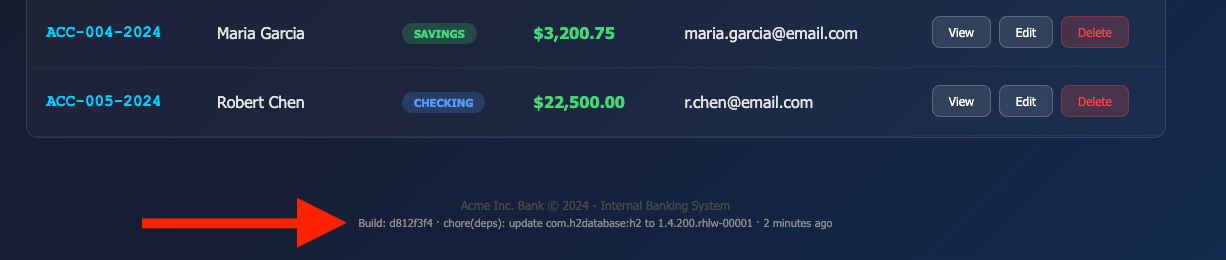 ACC-004-2024 Maria Garcia SAVINGS $3,200.75 maria.garcia@email.com View Edit Delete
ACC-005-2024 Robert Chen CHECKING $22,500.00 r.chen@email.com View Edit Delete
Acme Inc. Bank © 2024 - Internal Banking System
Build: d812f3f4 · chore(deps): update com.h2database:h2 to 1.4.200.rhlw-00001 · 2 minutes ago